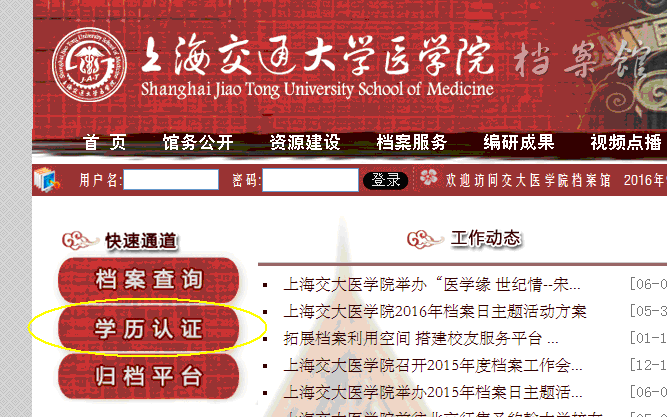 上海交通大学医学院 档案馆
Shanghai Jiao Tong University School of Medicine
首 页 馆务公开 资源建设 档案服务 编研成果 视频点播
用户名: 密码: 登录 欢迎访问交大医学院档案馆 2016年
快速通道
档案查询
学历认证
归档平台
工作动态
上海交大医学院举办“医学缘 世纪情--宋... [06-0
上海交大医学院2016年档案日主题活动方案 [05-3
拓展档案利用空间 搭建校友服务平台 ... [01-1
上海交大医学院召开2015年度档案工作会... [12-1
上海交大医学院举办2015年档案日主题活... [06-0